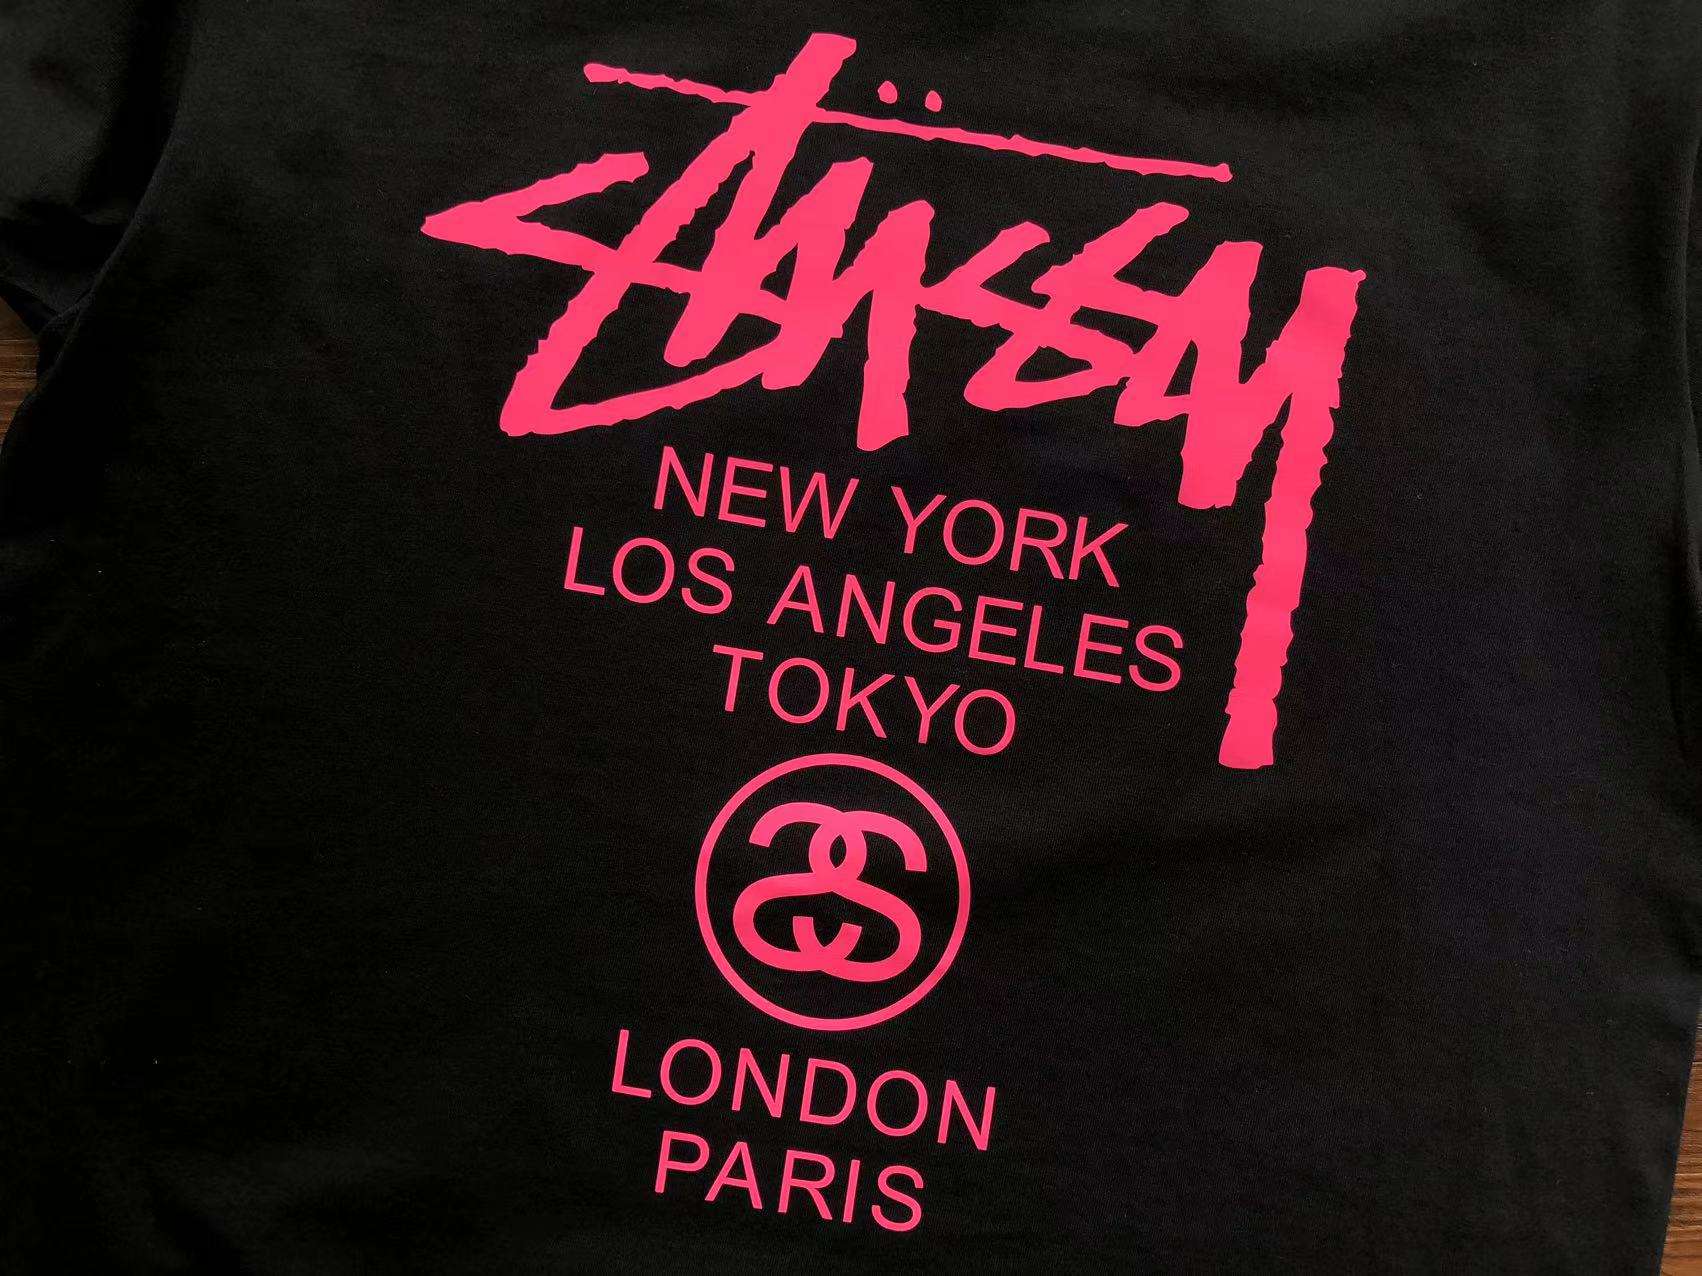 Stüssy
NEW YORK
LOS ANGELES
TOKYO
LONDON
PARIS